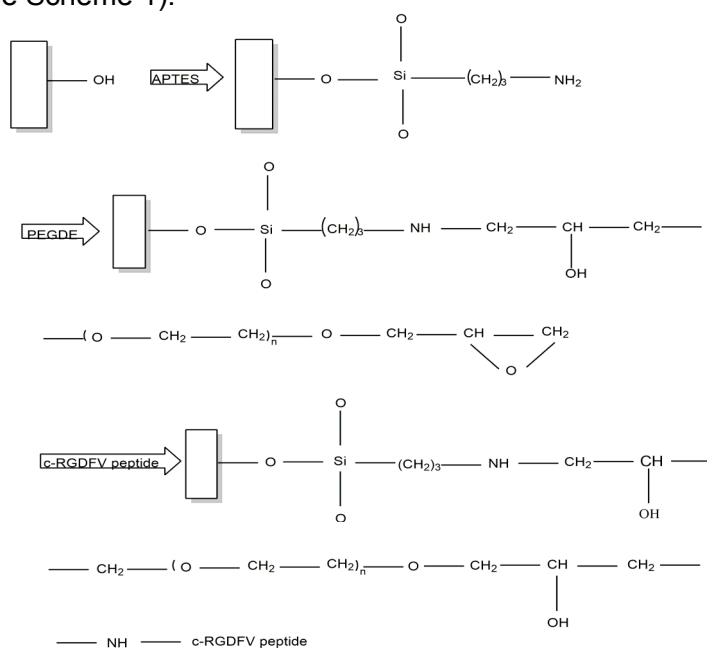 e Scheme 1).
O
OH APTES O Si (CH₂)₃ NH₂
O
O
PEGDE O Si (CH₂)₃ NH CH₂ CH CH₂
O OH
( O CH₂ CH₂)n O CH₂ CH CH₂
O
O
c-RGDFV peptide O Si (CH₂)₃ NH CH₂ CH
O OH
CH₂ ( O CH₂ CH₂)n O CH₂ CH CH₂
OH
NH c-RGDFV peptide